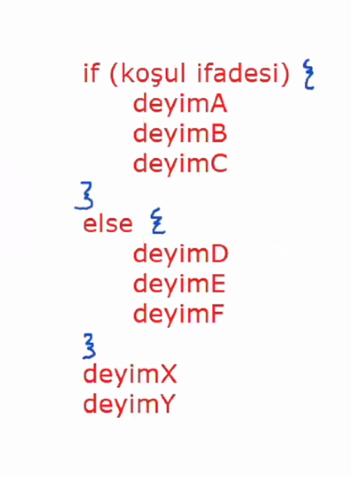 if (koşul ifadesi) {
deyimA
deyimB
deyimC
}
else {
deyimD
deyimE
deyimF
}
deyimX
deyimY